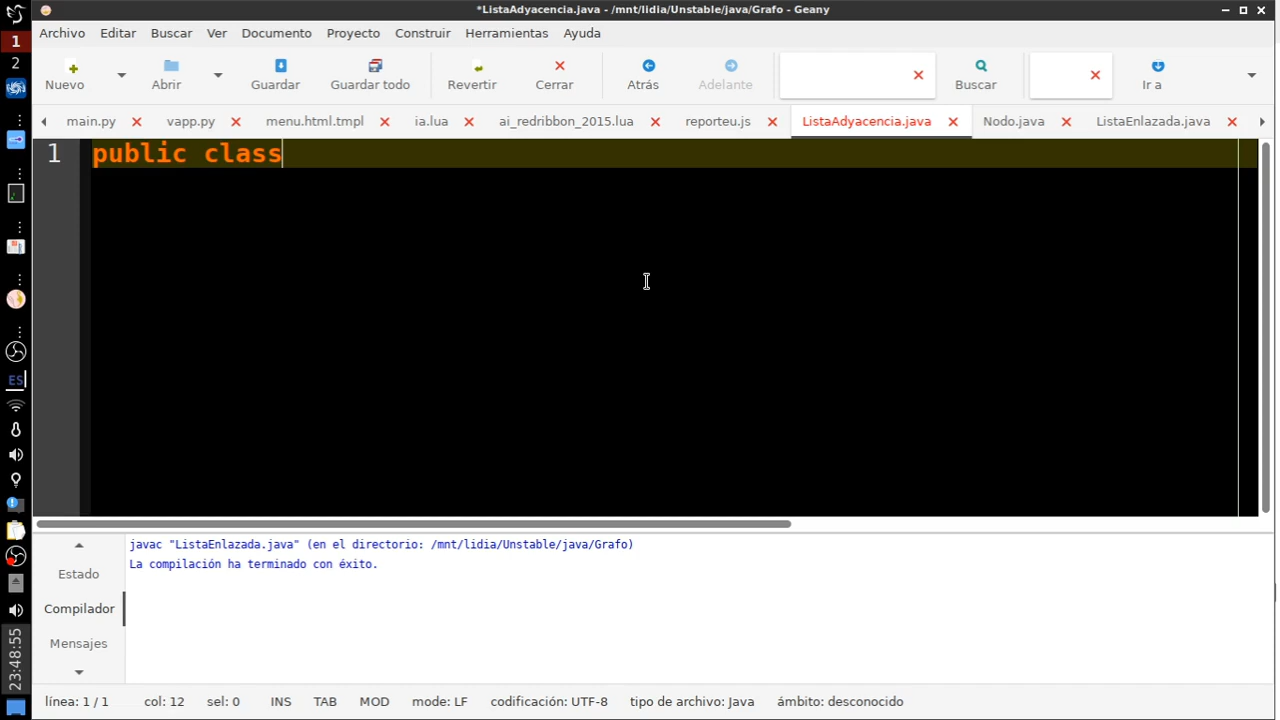 *ListaAdyacencia.java - /mnt/lidia/Unstable/java/Grafo - Geany
1
2
ES
23:48:55
Archivo Editar Buscar Ver Documento Proyecto Construir Herramientas Ayuda
Nuevo Abrir Guardar Guardar todo Revertir Cerrar Atrás Adelante Buscar Ir a
main.py vapp.py menu.html.tmpl ia.lua ai_redribbon_2015.lua reporteu.js ListaAdyacencia.java Nodo.java ListaEnlazada.java
1 public class
Estado
Compilador
Mensajes
javac "ListaEnlazada.java" (en el directorio: /mnt/lidia/Unstable/java/Grafo)
La compilación ha terminado con éxito.
línea: 1 / 1 col: 12 sel: 0 INS TAB MOD modo: LF codificación: UTF-8 tipo de archivo: Java ámbito: desconocido